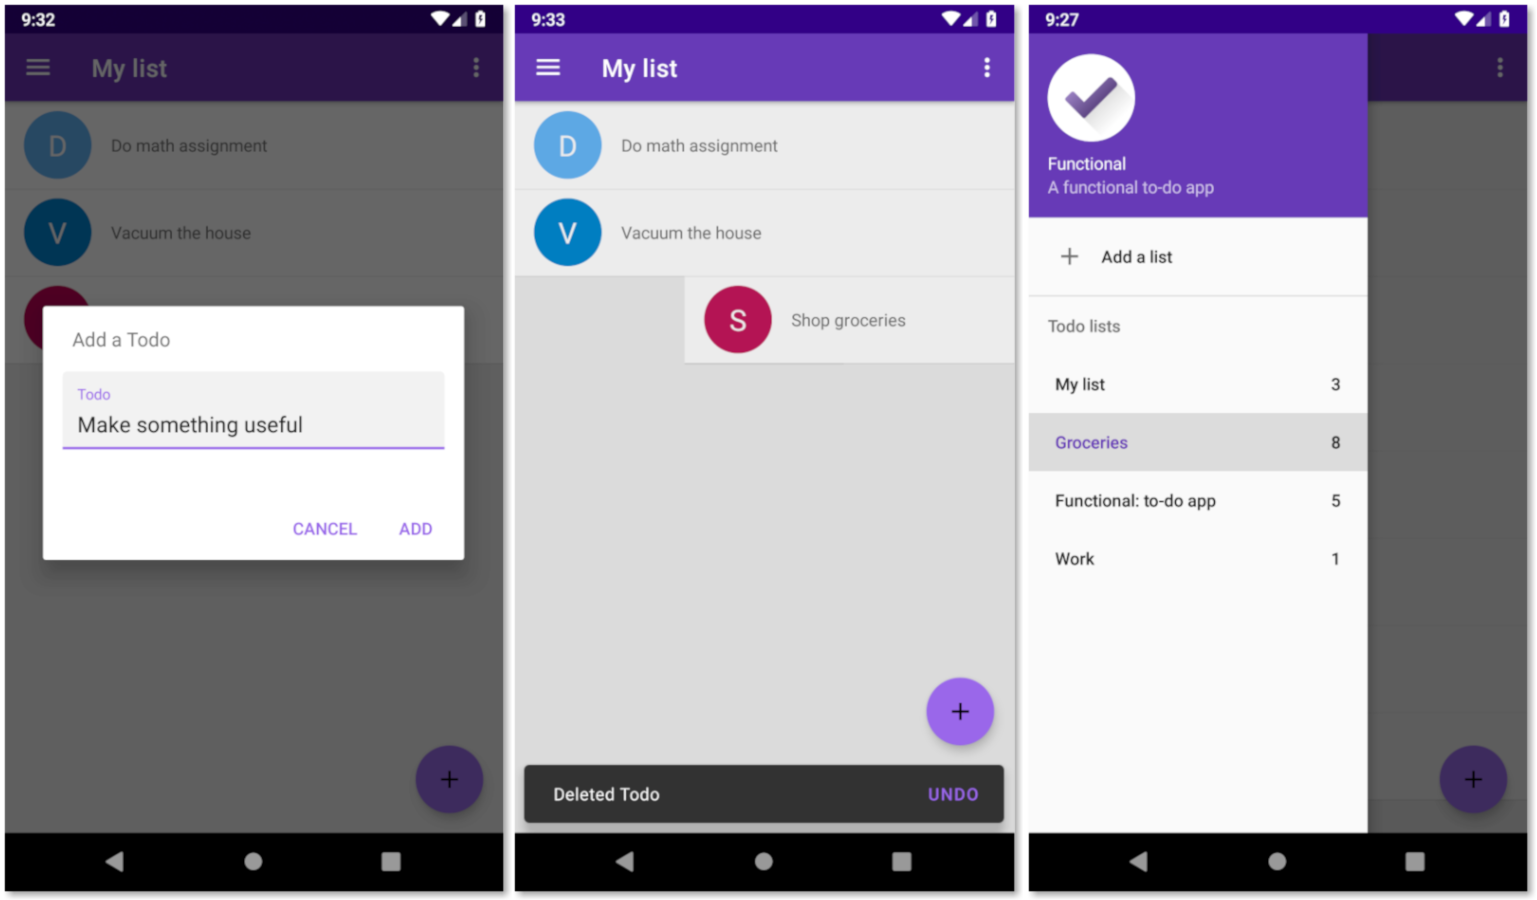 9:32
My list
D
Do math assignment
V
Vacuum the house
Add a Todo
Todo
Make something useful
CANCEL
ADD
9:33
My list
D
Do math assignment
V
Vacuum the house
S
Shop groceries
Deleted Todo
UNDO
9:27
Functional
A functional to-do app
Add a list
Todo lists
My list 3
Groceries 8
Functional: to-do app 5
Work 1